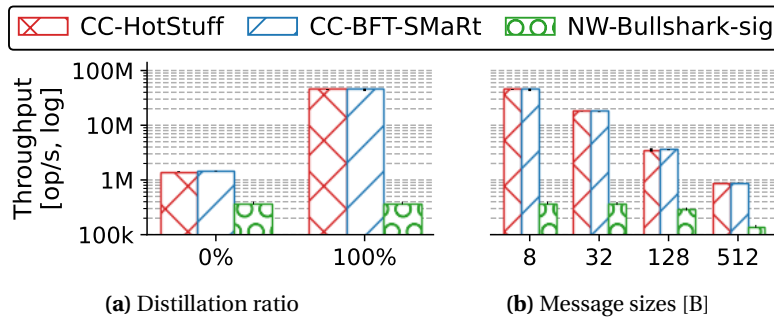 CC-HotStuff CC-BFT-SMaRt NW-Bullshark-sig
Throughput
[op/s, log]
100M
10M
1M
100k
0% 100%
8 32 128 512
(a) Distillation ratio
(b) Message sizes [B]